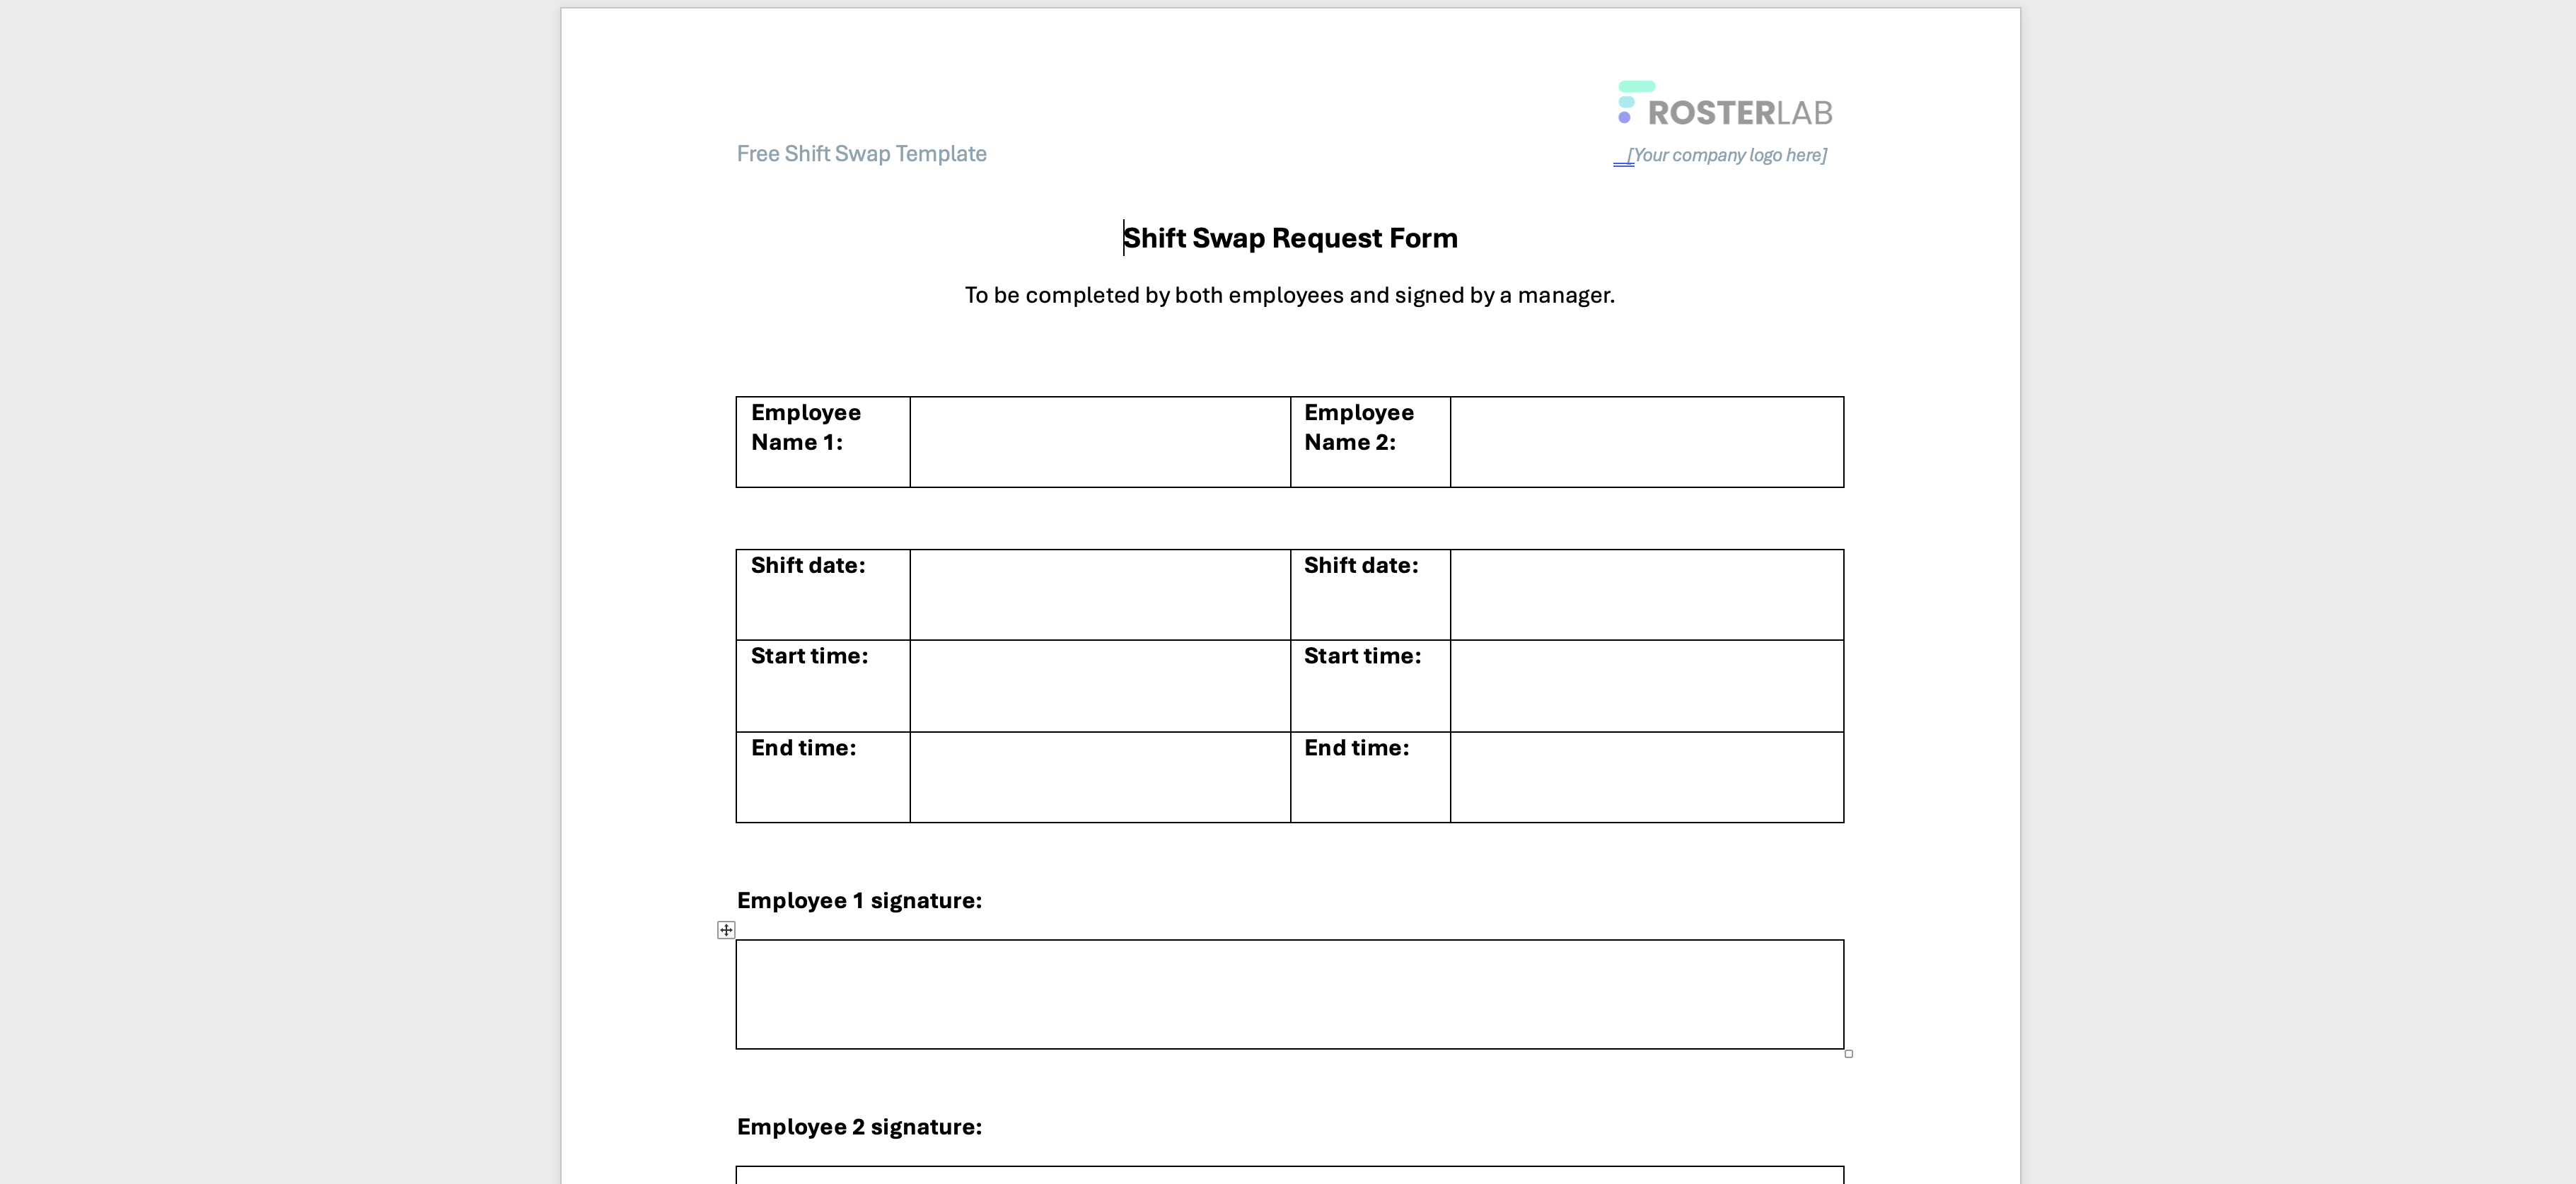 ROSTERLAB
Free Shift Swap Template
[Your company logo here]
Shift Swap Request Form
To be completed by both employees and signed by a manager.
Employee
Name 1:
Employee
Name 2:
Shift date:
Shift date:
Start time:
Start time:
End time:
End time:
Employee 1 signature:
Employee 2 signature: